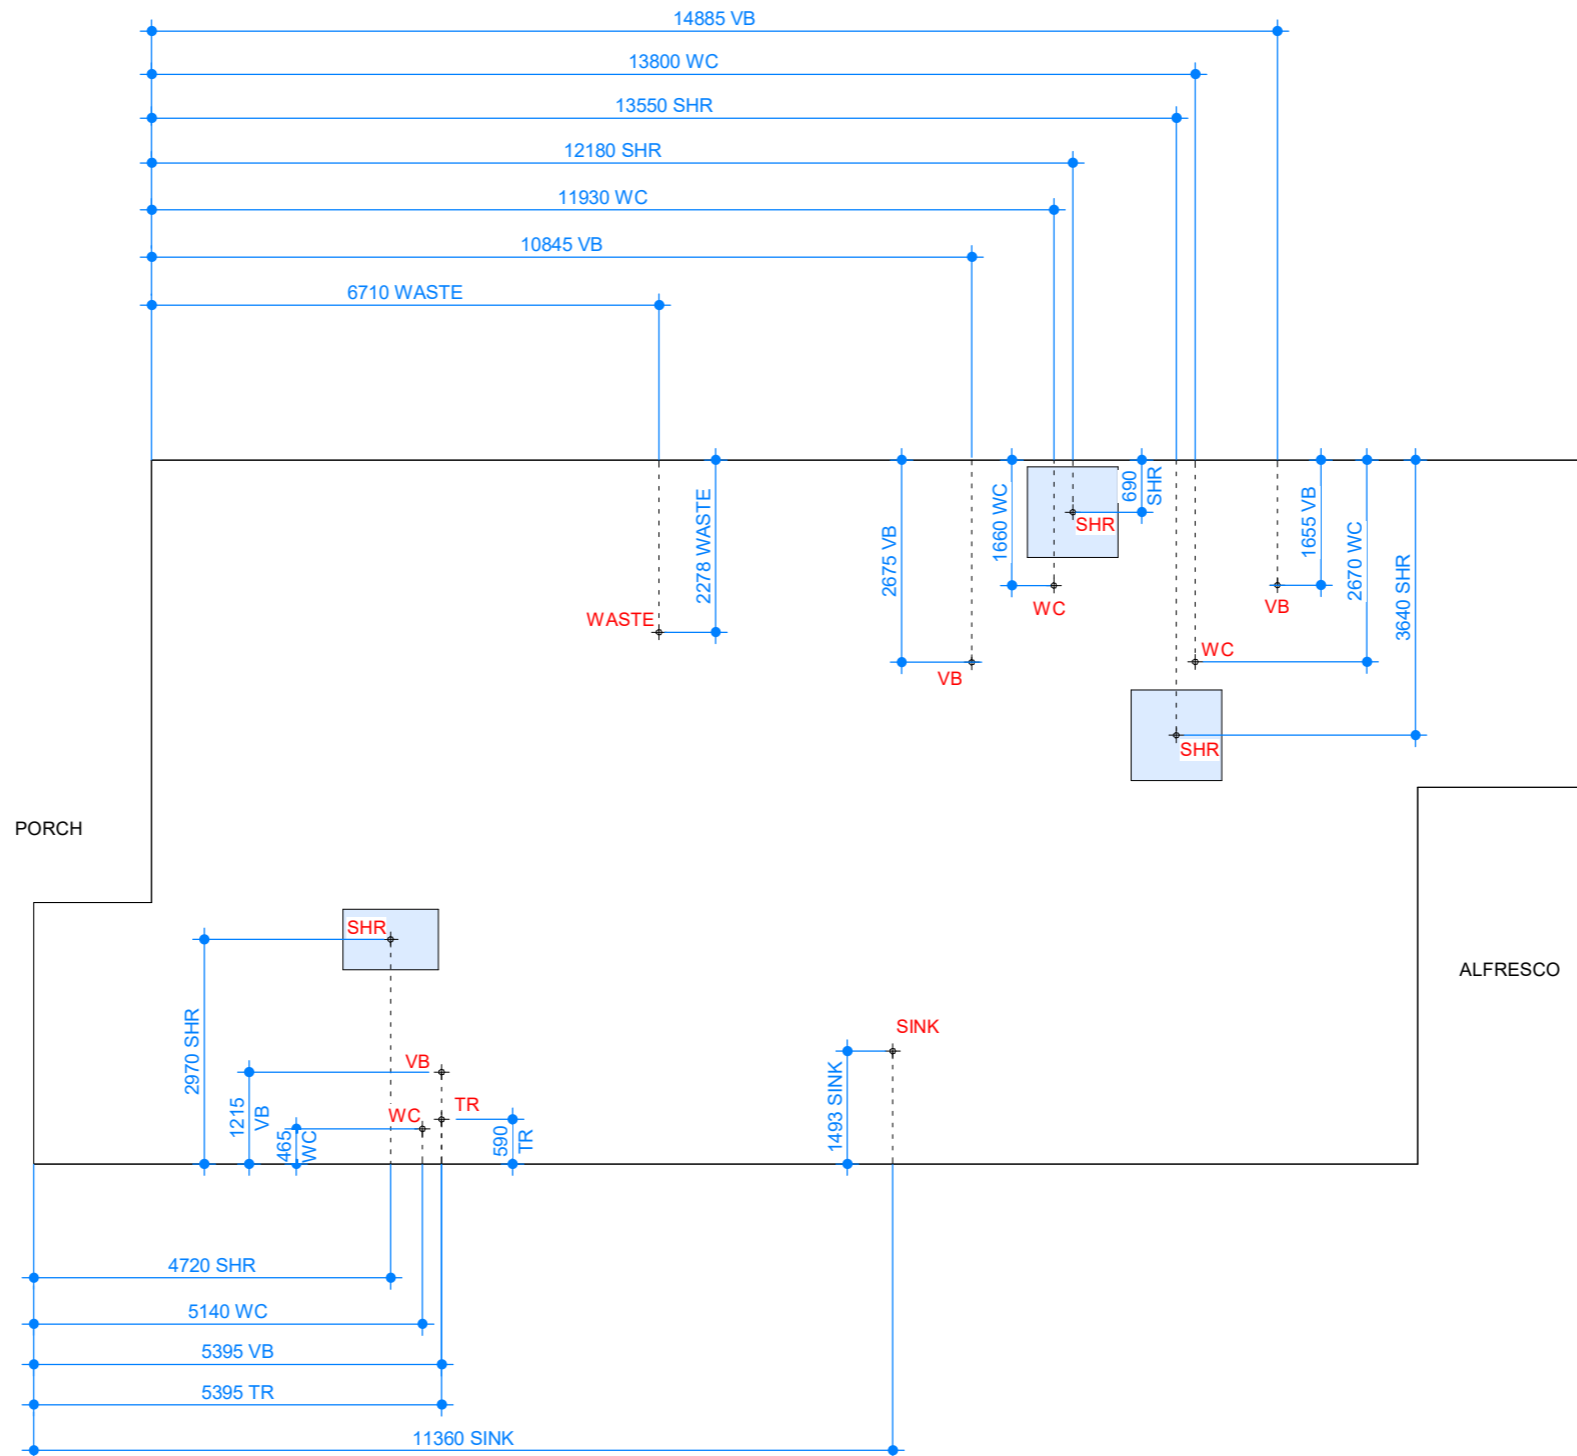 14885 VB
13800 WC
13550 SHR
12180 SHR
11930 WC
10845 VB
6710 WASTE
2278 WASTE
2675 VB
1660 WC
690
SHR
1655 VB
2670 WC
3640 SHR
SHR
WC
VB
WASTE
WC
VB
SHR
PORCH
ALFRESCO
SHR
SINK
VB
TR
WC
2970 SHR
1215
VB
465
WC
590
TR
1493 SINK
4720 SHR
5140 WC
5395 VB
5395 TR
11360 SINK